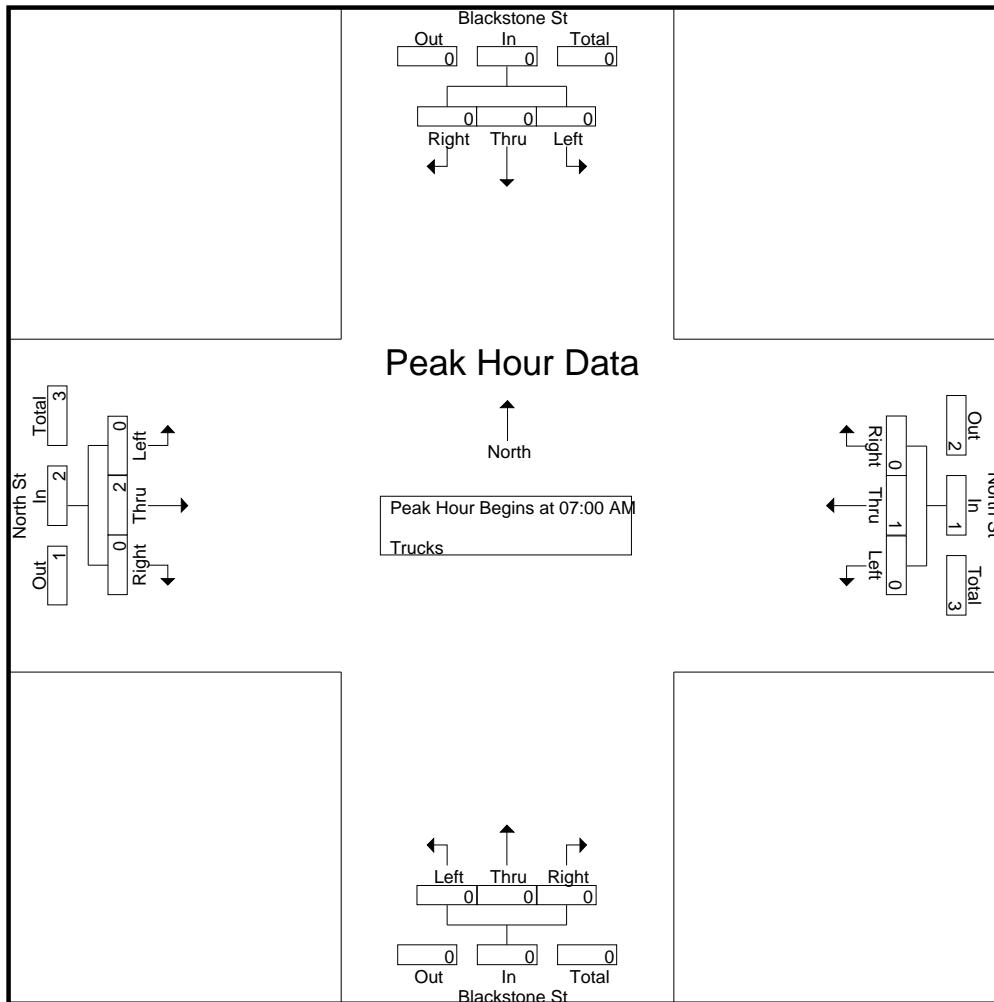 Blackstone St
Out In Total
0 0 0
0 0 0
Right Thru Left
Peak Hour Data
North
Peak Hour Begins at 07:00 AM
Trucks
North St
Out In Total
1 2 3
0 2 0
Right Thru Left
North St
Out In Total
2 1 3
0 1 0
Right Thru Left
Left Thru Right
0 0 0
0 0 0
Out In Total
Blackstone St